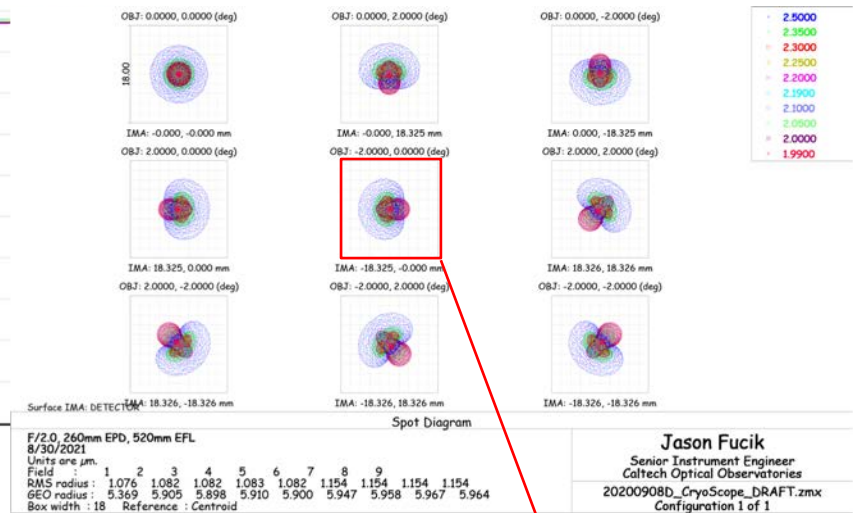 OBJ: 0.0000, 0.0000 (deg) OBJ: 0.0000, 2.0000 (deg) OBJ: 0.0000, -2.0000 (deg)
18.00
IMA: -0.000, -0.000 mm IMA: -0.000, 18.325 mm IMA: 0.000, -18.325 mm
OBJ: 2.0000, 0.0000 (deg) OBJ: -2.0000, 0.0000 (deg) OBJ: 2.0000, 2.0000 (deg)
IMA: 18.325, 0.000 mm IMA: -18.325, -0.000 mm IMA: 18.326, 18.326 mm
OBJ: 2.0000, -2.0000 (deg) OBJ: -2.0000, 2.0000 (deg) OBJ: -2.0000, -2.0000 (deg)
IMA: 18.326, -18.326 mm IMA: -18.326, 18.326 mm IMA: -18.326, -18.326 mm
2.5000
2.3500
2.3000
2.2500
2.2000
2.1900
2.1000
2.0500
2.0000
1.9900
Surface IMA: DETECTOR
Spot Diagram
F/2.0, 260mm EPD, 520mm EFL
8/30/2021
Units are µm.
Field : 1 2 3 4 5 6 7 8 9
RMS radius : 1.076 1.082 1.082 1.083 1.082 1.154 1.154 1.154 1.154
GEO radius : 5.369 5.905 5.898 5.910 5.900 5.947 5.958 5.967 5.964
Box width : 18 Reference : Centroid
Jason Fucik
Senior Instrument Engineer
Caltech Optical Observatories
20200908D_CryoScope_DRAFT.zmx
Configuration 1 of 1